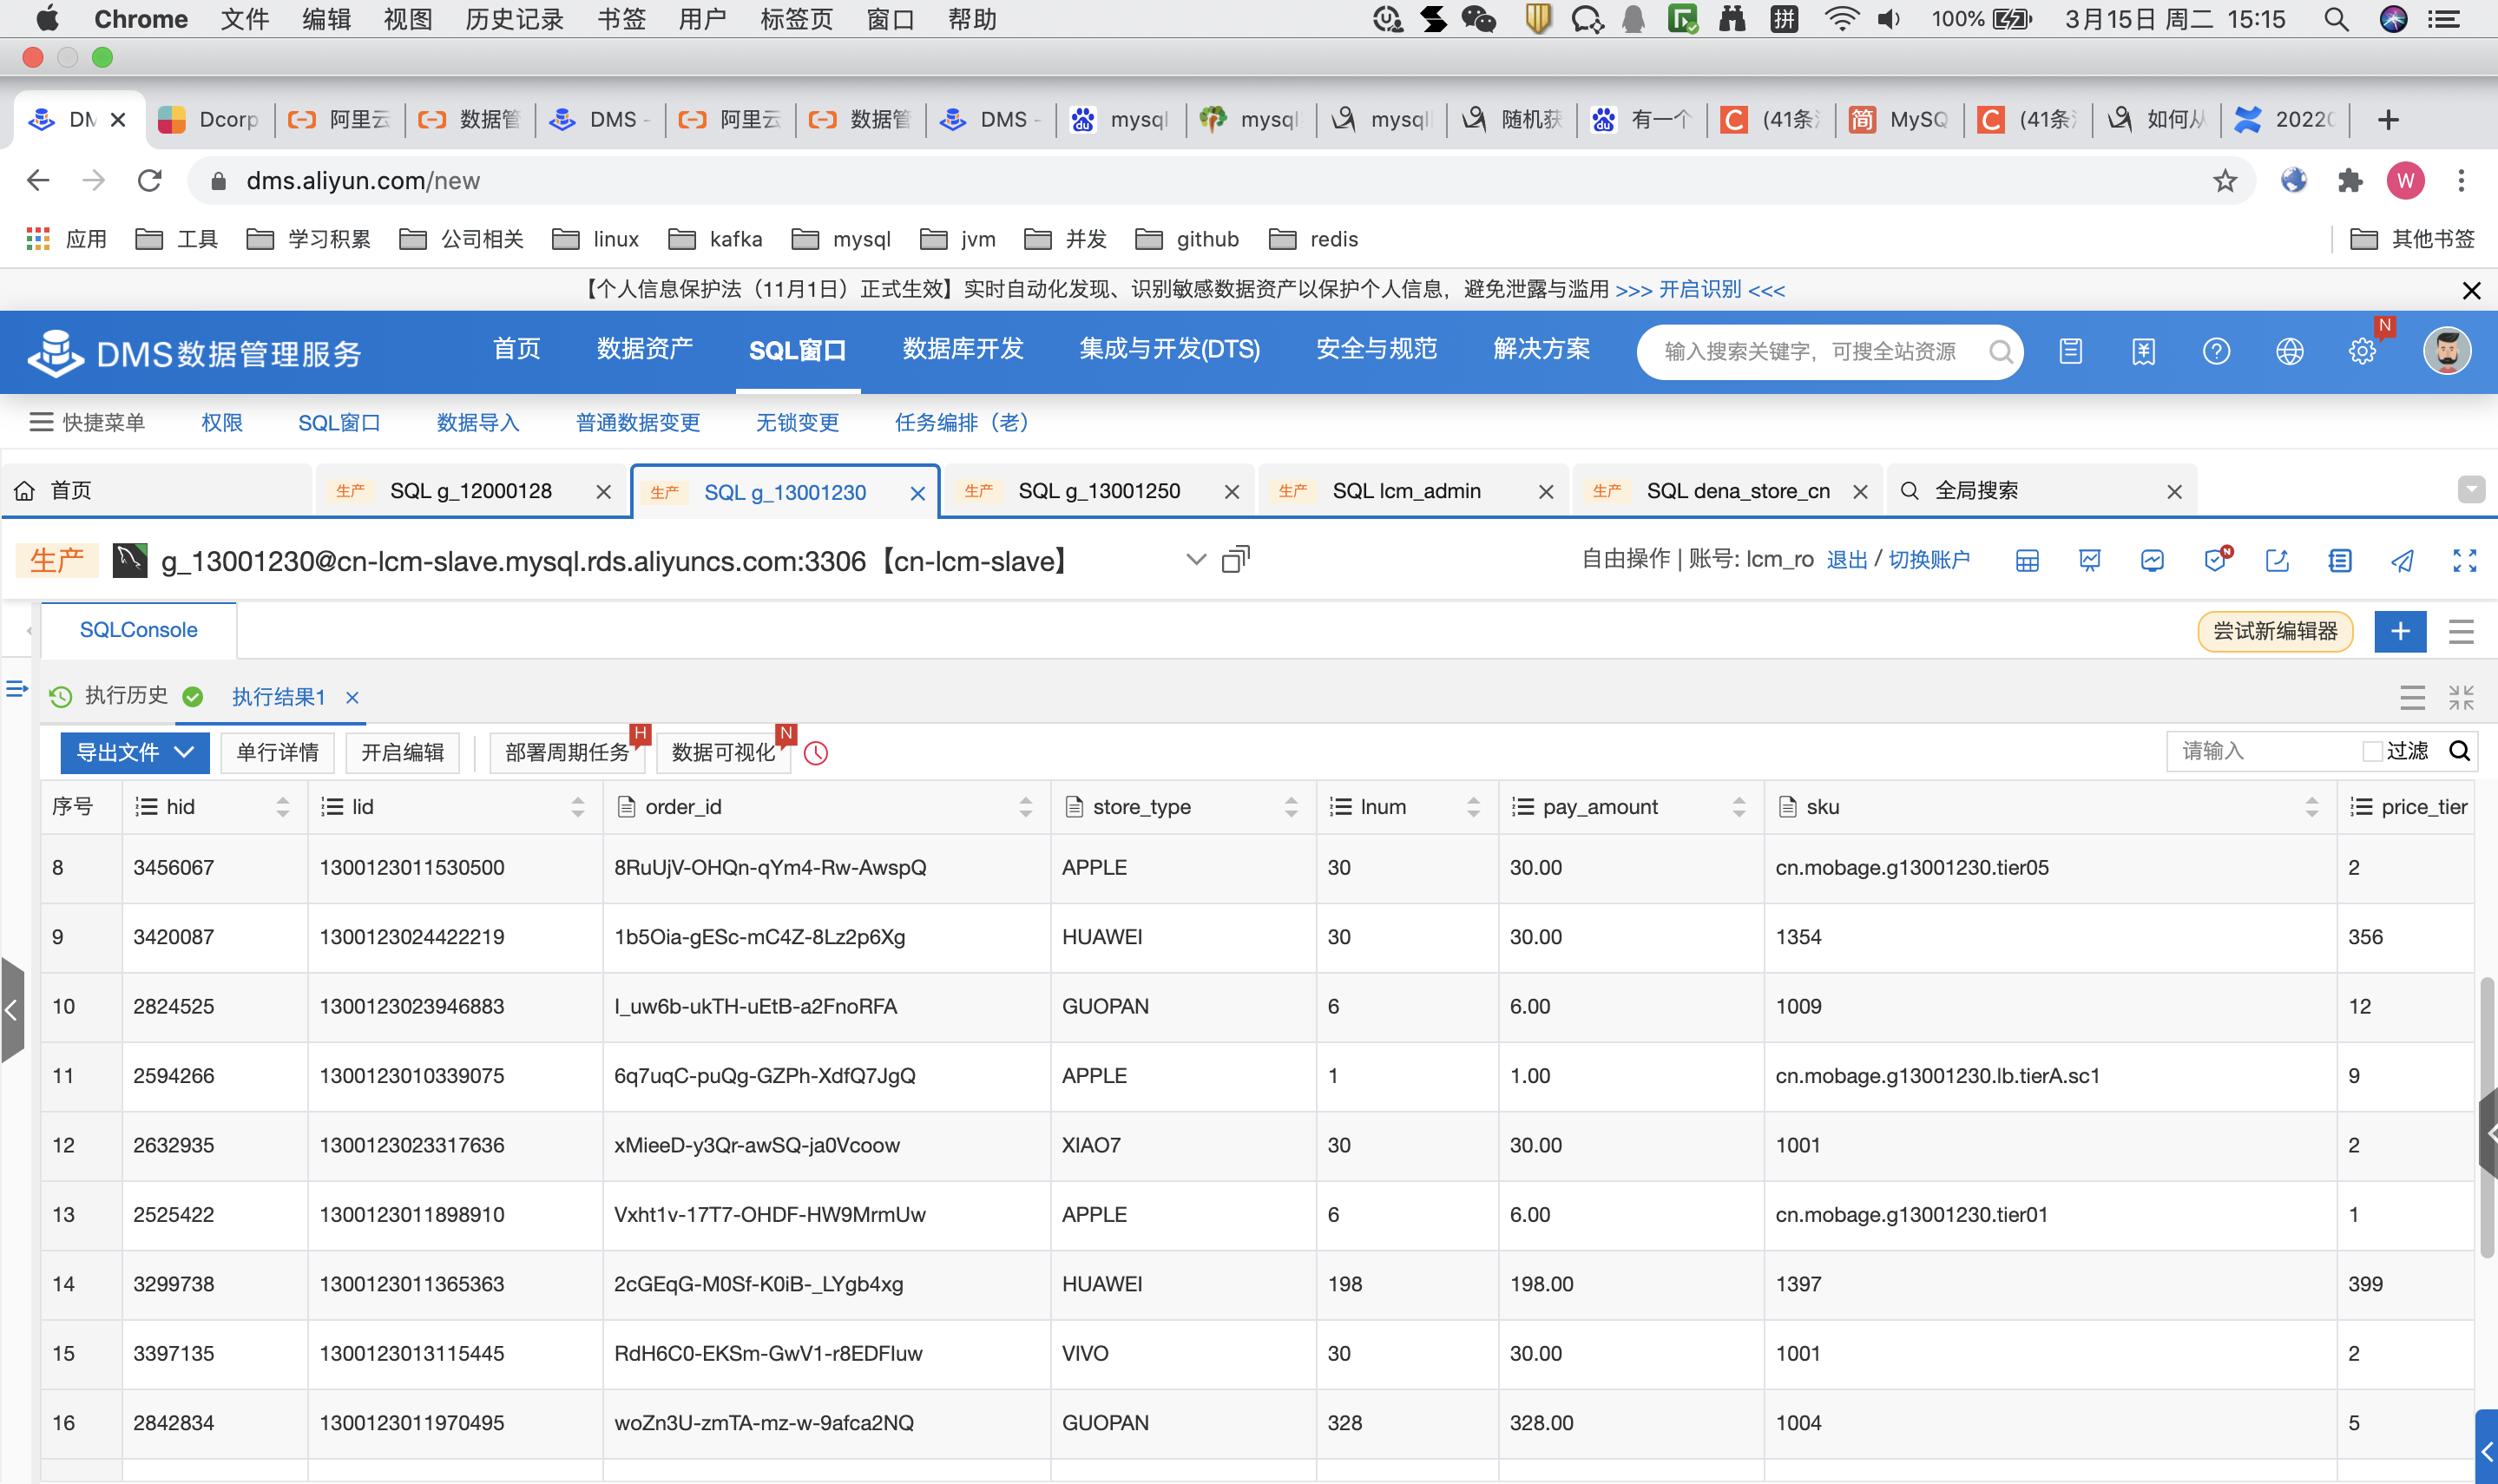 Chrome 文件 编辑 视图 历史记录 书签 用户 标签页 窗口 帮助 拼 100% 3月15日 周二 15:15
DM Dcorp 阿里云 数据管 DMS - 阿里云 数据管 DMS - mysql mysql mysql 随机获 有一个 (41条 MySQ (41条 如何从 2022
dms.aliyun.com/new W
应用 工具 学习积累 公司相关 linux kafka mysql jvm 并发 github redis 其他书签
【个人信息保护法（11月1日）正式生效】实时自动化发现、识别敏感数据资产以保护个人信息，避免泄露与滥用 >>> 开启识别 <<<
DMS数据管理服务 首页 数据资产 SQL窗口 数据库开发 集成与开发(DTS) 安全与规范 解决方案 输入搜索关键字，可搜全站资源 N
快捷菜单 权限 SQL窗口 数据导入 普通数据变更 无锁变更 任务编排（老）
首页 生产 SQL g_12000128 生产 SQL g_13001230 生产 SQL g_13001250 生产 SQL lcm_admin 生产 SQL dena_store_cn 全局搜索
生产 g_13001230@cn-lcm-slave.mysql.rds.aliyuncs.com:3306【cn-lcm-slave】 自由操作 | 账号: lcm_ro 退出 / 切换账户
SQLConsole 尝试新编辑器
执行历史 执行结果1
导出文件 单行详情 开启编辑 部署周期任务 H 数据可视化 N 请输入 过滤
序号 hid lid order_id store_type lnum pay_amount sku price_tier
8 3456067 1300123011530500 8RuUjV-OHQn-qYm4-Rw-AwspQ APPLE 30 30.00 cn.mobage.g13001230.tier05 2
9 3420087 1300123024422219 1b5Oia-gESc-mC4Z-8Lz2p6Xg HUAWEI 30 30.00 1354 356
10 2824525 1300123023946883 I_uw6b-ukTH-uEtB-a2FnoRFA GUOPAN 6 6.00 1009 12
11 2594266 1300123010339075 6q7uqC-puQg-GZPh-XdfQ7JgQ APPLE 1 1.00 cn.mobage.g13001230.lb.tierA.sc1 9
12 2632935 1300123023317636 xMieeD-y3Qr-awSQ-ja0Vcoow XIAO7 30 30.00 1001 2
13 2525422 1300123011898910 Vxht1v-17T7-OHDF-HW9MrmUw APPLE 6 6.00 cn.mobage.g13001230.tier01 1
14 3299738 1300123011365363 2cGEqG-M0Sf-K0iB-_LYgb4xg HUAWEI 198 198.00 1397 399
15 3397135 1300123013115445 RdH6C0-EKSm-GwV1-r8EDFIuw VIVO 30 30.00 1001 2
16 2842834 1300123011970495 woZn3U-zmTA-mz-w-9afca2NQ GUOPAN 328 328.00 1004 5